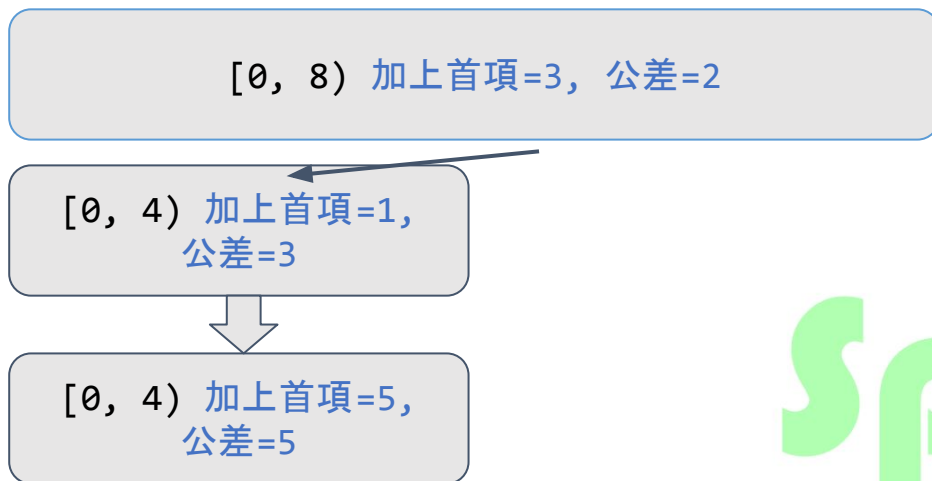 [0, 8) 加上首項=3, 公差=2
[0, 4) 加上首項=1,
公差=3
[0, 4) 加上首項=5,
公差=5